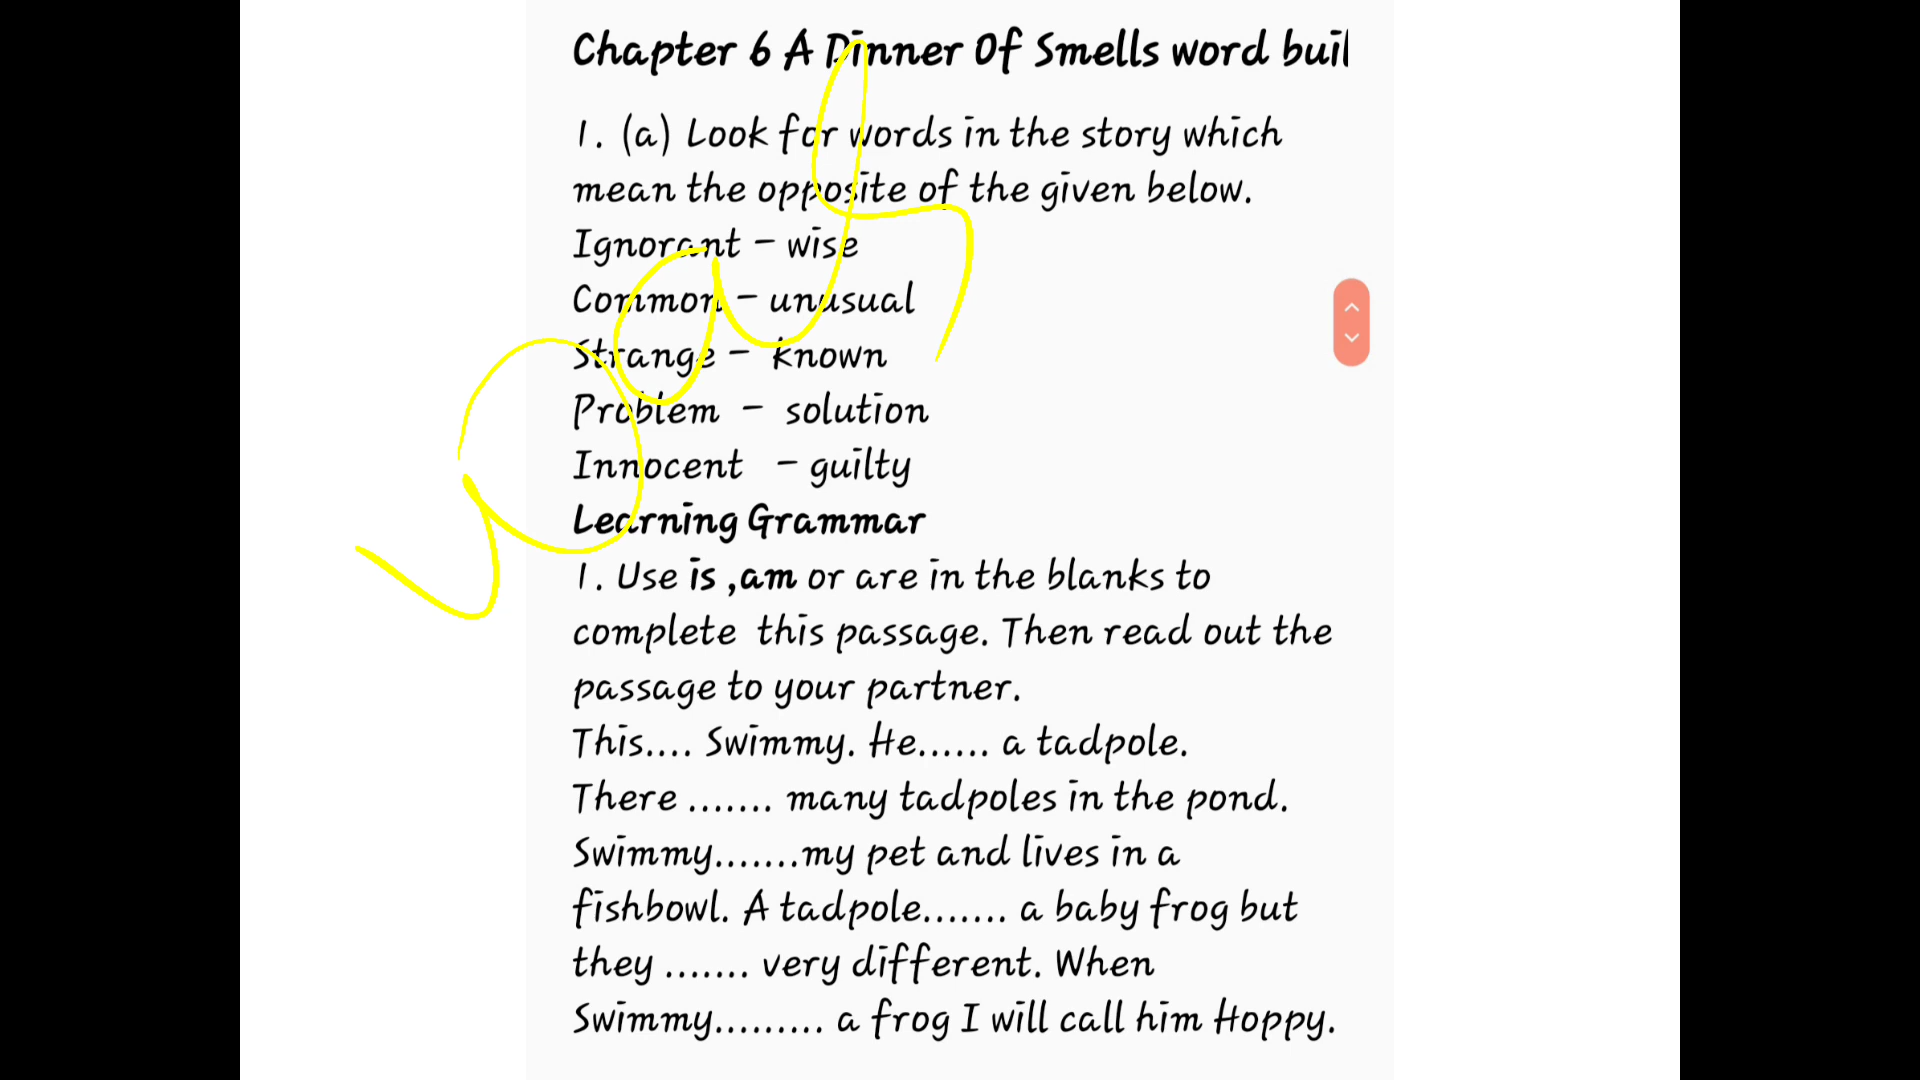 Chapter 6 A Dinner Of Smells word buil
1. (a) Look for words in the story which
mean the opposite of the given below.
Ignorant - wise
Common - unusual
Strange - known
Problem - solution
Innocent - guilty
Learning Grammar
1. Use is ,am or are in the blanks to
complete this passage. Then read out the
passage to your partner.
This.... Swimmy. He...... a tadpole.
There ....... many tadpoles in the pond.
Swimmy.......my pet and lives in a
fishbowl. A tadpole....... a baby frog but
they ....... very different. When
Swimmy......... a frog I will call him Hoppy.